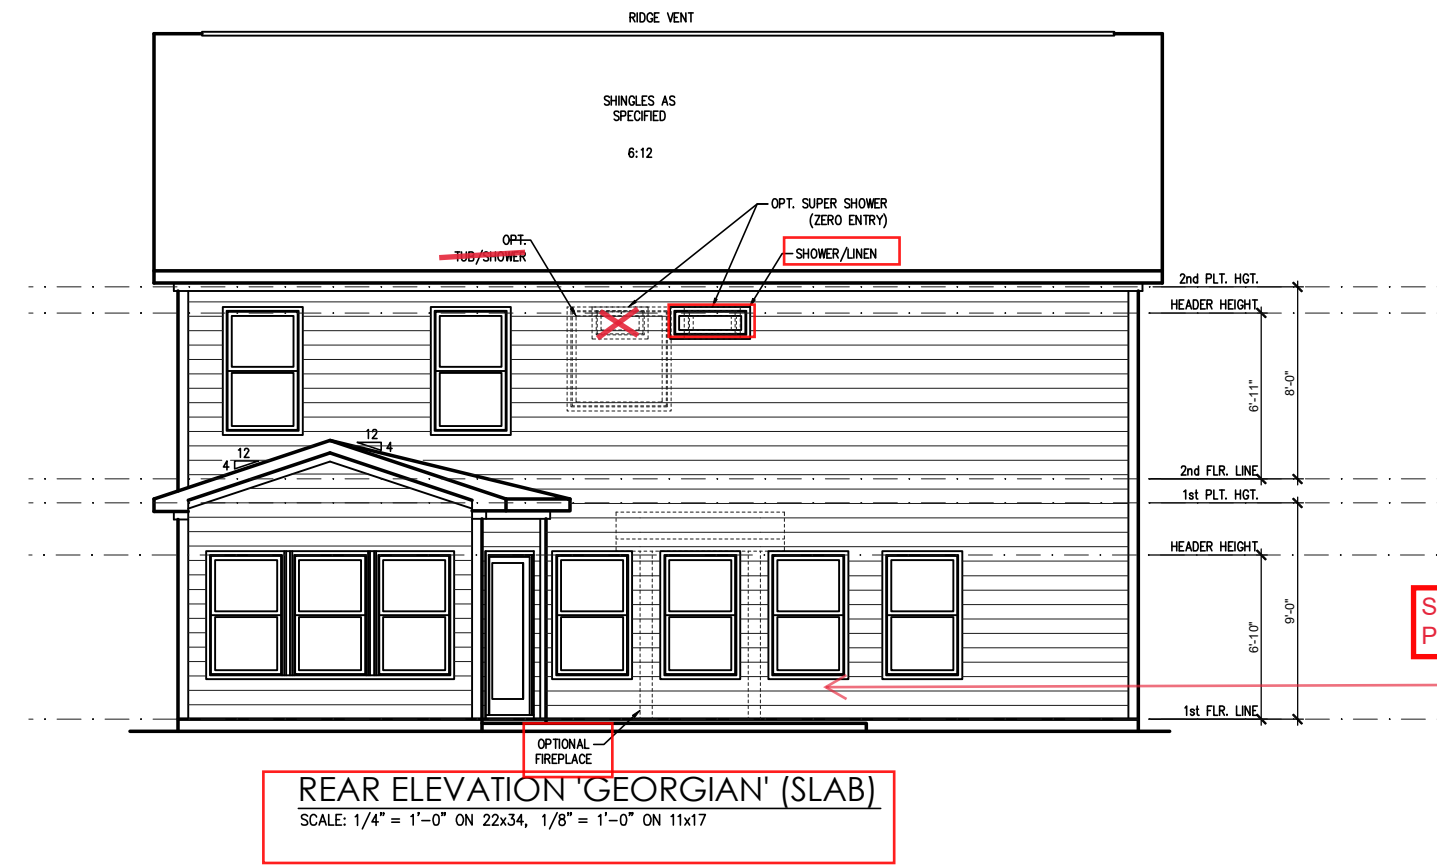 RIDGE VENT
SHINGLES AS
SPECIFIED
6:12
OPT. SUPER SHOWER
(ZERO ENTRY)
OPT.
TUB/SHOWER
SHOWER/LINEN
2nd PLT. HGT.
HEADER HEIGHT
6'-11"
8'-0"
12
4
12
4
2nd FLR. LINE
1st PLT. HGT.
HEADER HEIGHT
9'-0"
6'-10"
S
P
1st FLR. LINE
OPTIONAL
FIREPLACE
REAR ELEVATION 'GEORGIAN' (SLAB)
SCALE: 1/4" = 1'-0" ON 22x34, 1/8" = 1'-0" ON 11x17